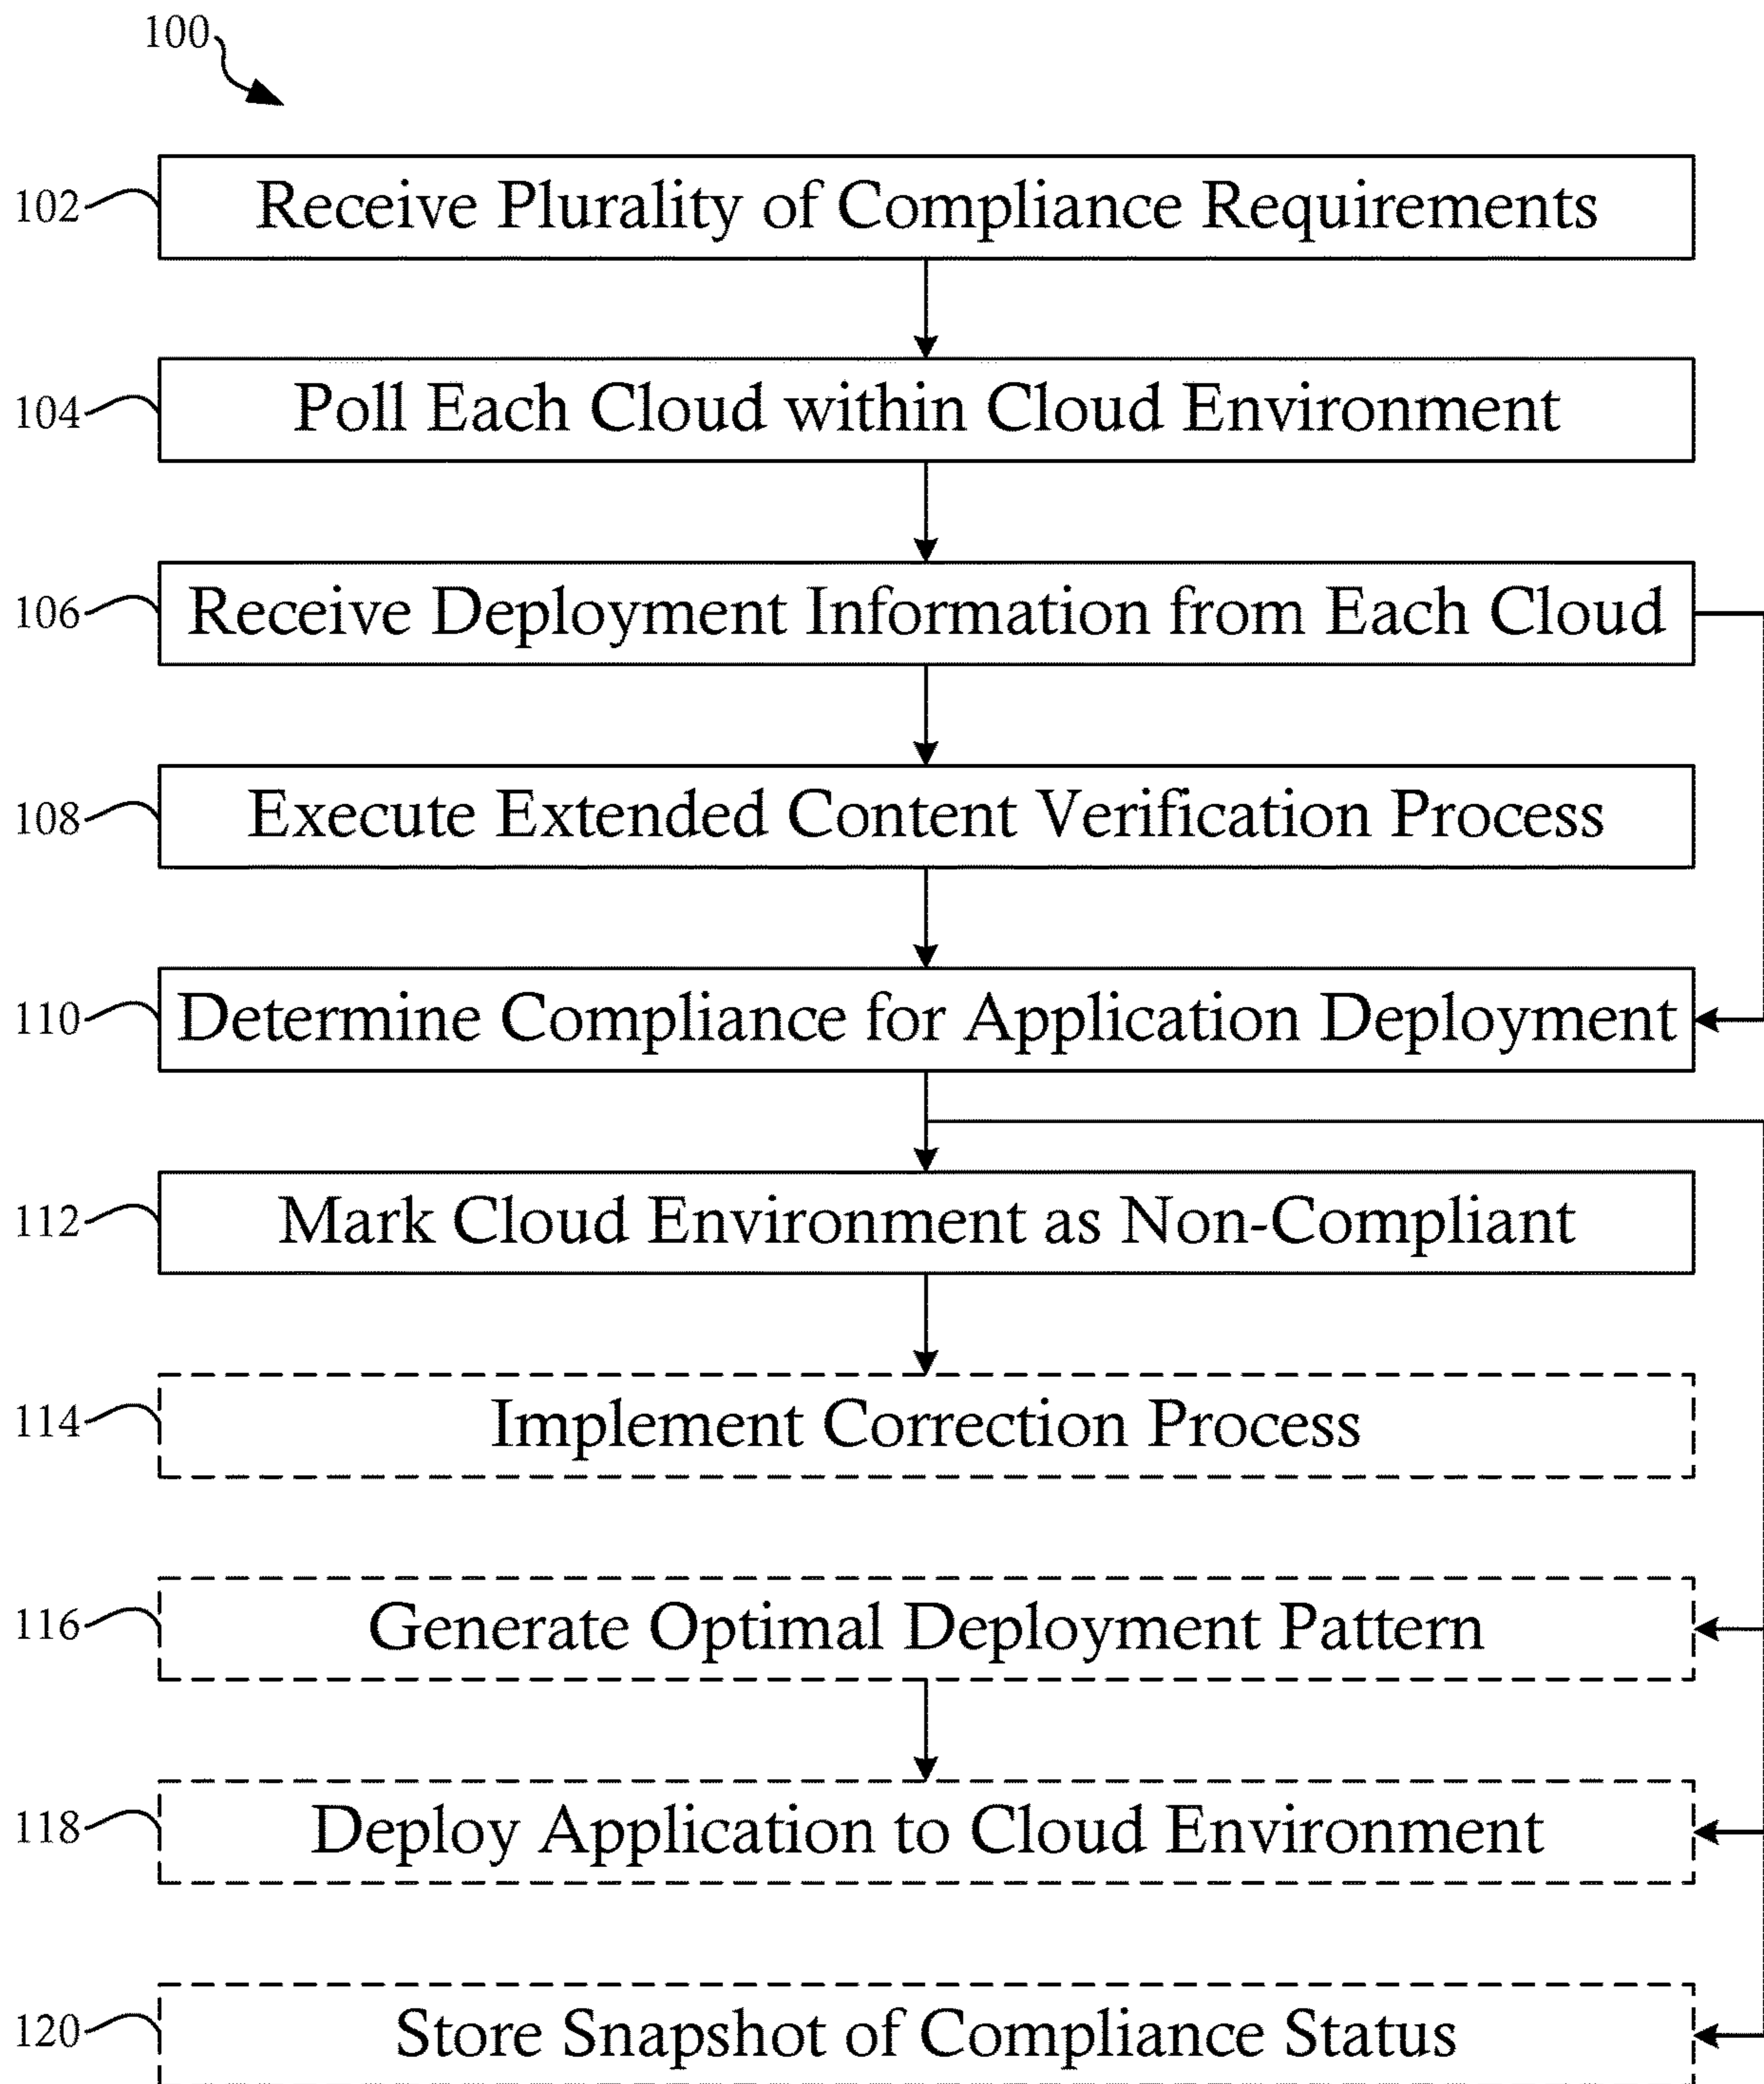 100
102 Receive Plurality of Compliance Requirements
104 Poll Each Cloud within Cloud Environment
106 Receive Deployment Information from Each Cloud
108 Execute Extended Content Verification Process
110 Determine Compliance for Application Deployment
112 Mark Cloud Environment as Non-Compliant
114 Implement Correction Process
116 Generate Optimal Deployment Pattern
118 Deploy Application to Cloud Environment
120 Store Snapshot of Compliance Status